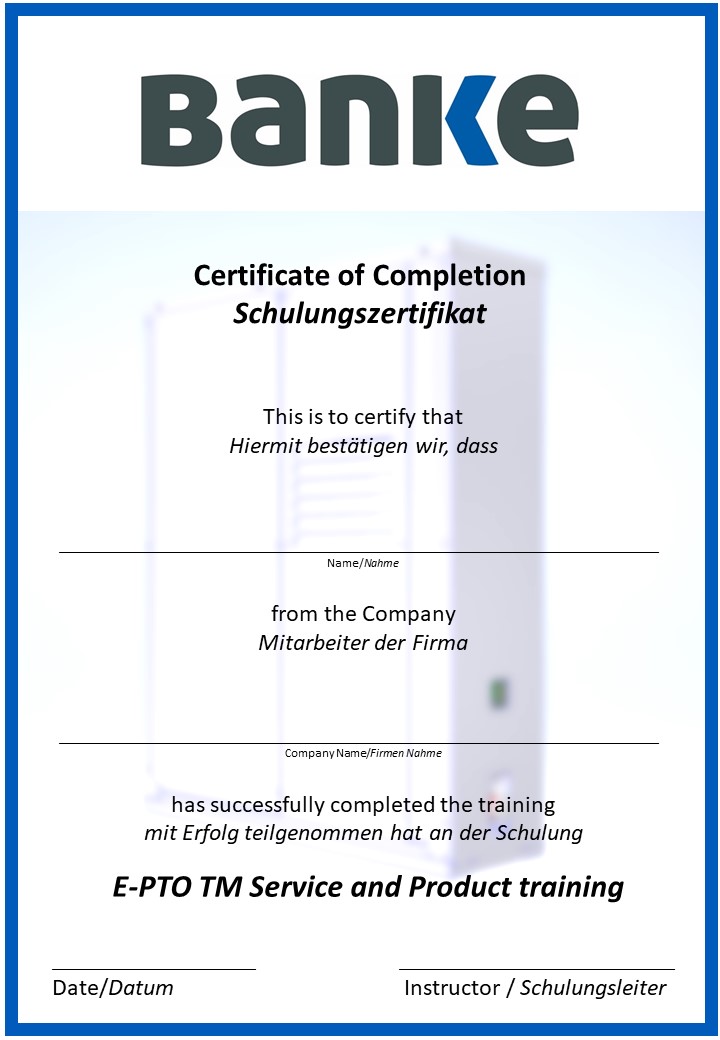 Banke
Certificate of Completion
Schulungszertifikat
This is to certify that
Hiermit bestätigen wir, dass
Name/Nahme
from the Company
Mitarbeiter der Firma
Company Name/Firmen Nahme
has successfully completed the training
mit Erfolg teilgenommen hat an der Schulung
E-PTO TM Service and Product training
Date/Datum
Instructor / Schulungsleiter